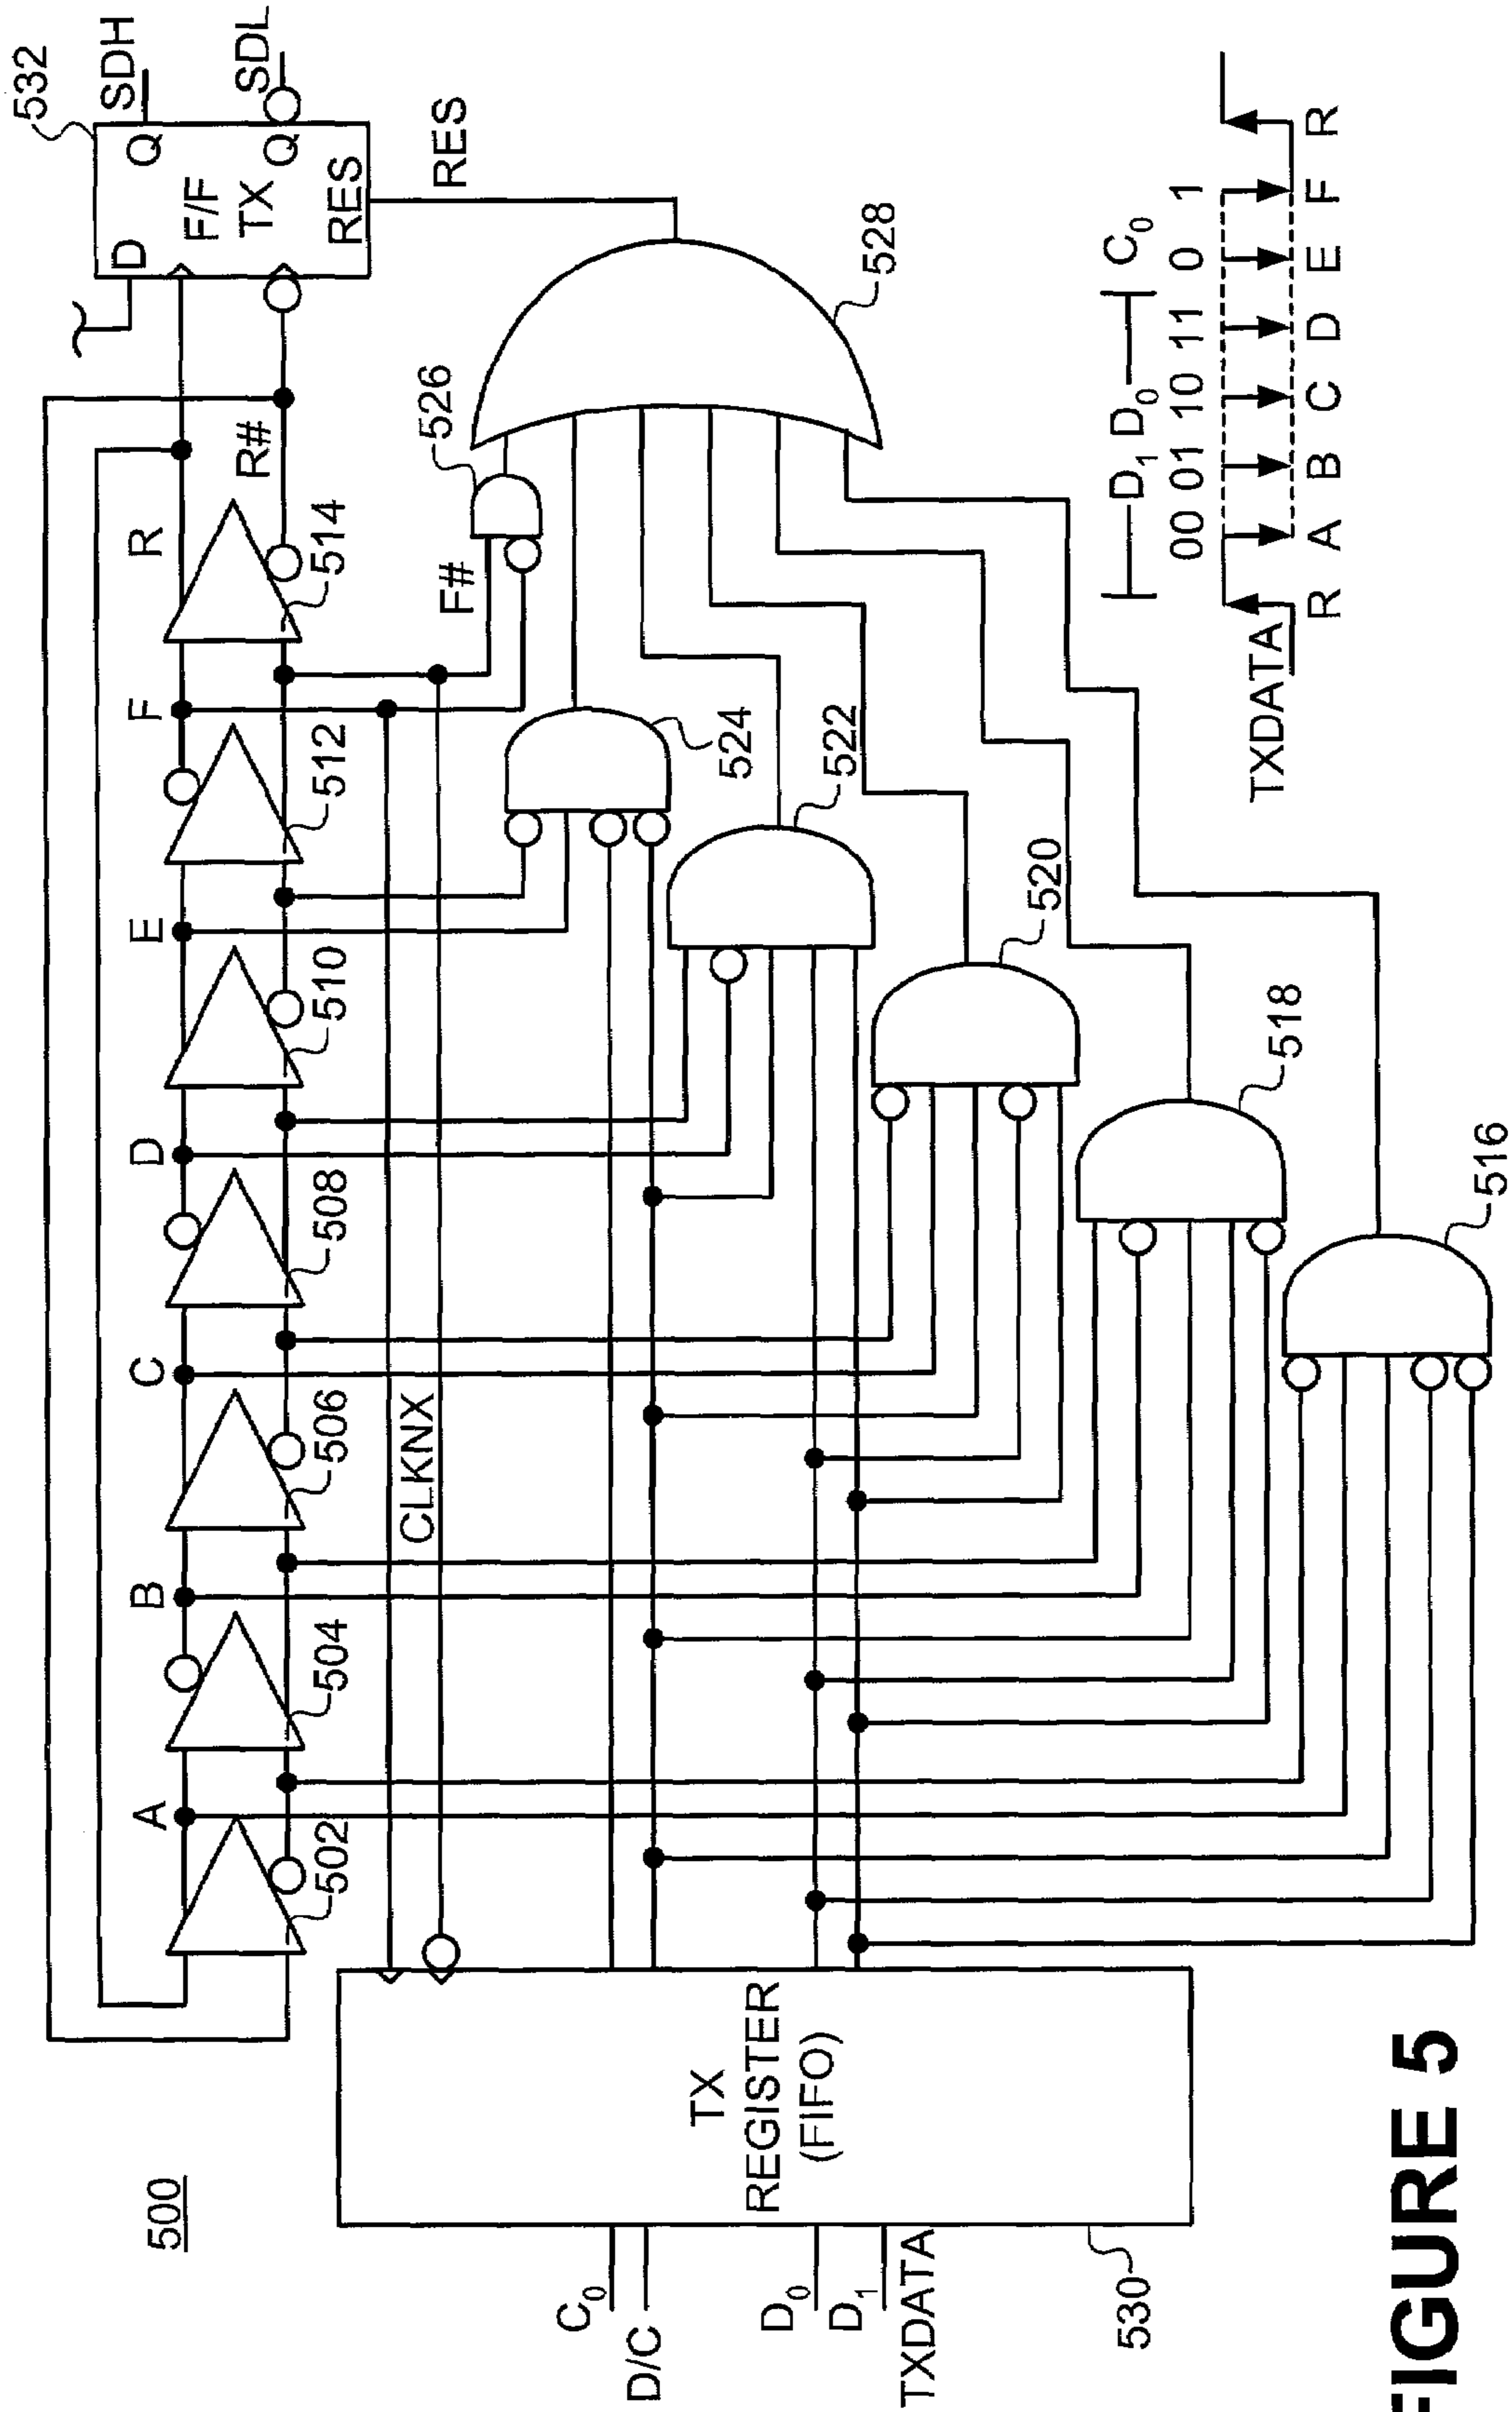 500
A
B
C
D
E
F
R
R#
502
504
506
508
510
512
514
532
D
Q
SDH
F/F
TX
Q
SDL
RES
RES
CLKNX
F#
526
528
524
522
520
518
516
TX
REGISTER
(FIFO)
C0
D/C
D0
D1
TXDATA
530
D1 D0 C0
00 01 10 11 0 1
TXDATA
R A B C D E F R
FIGURE 5